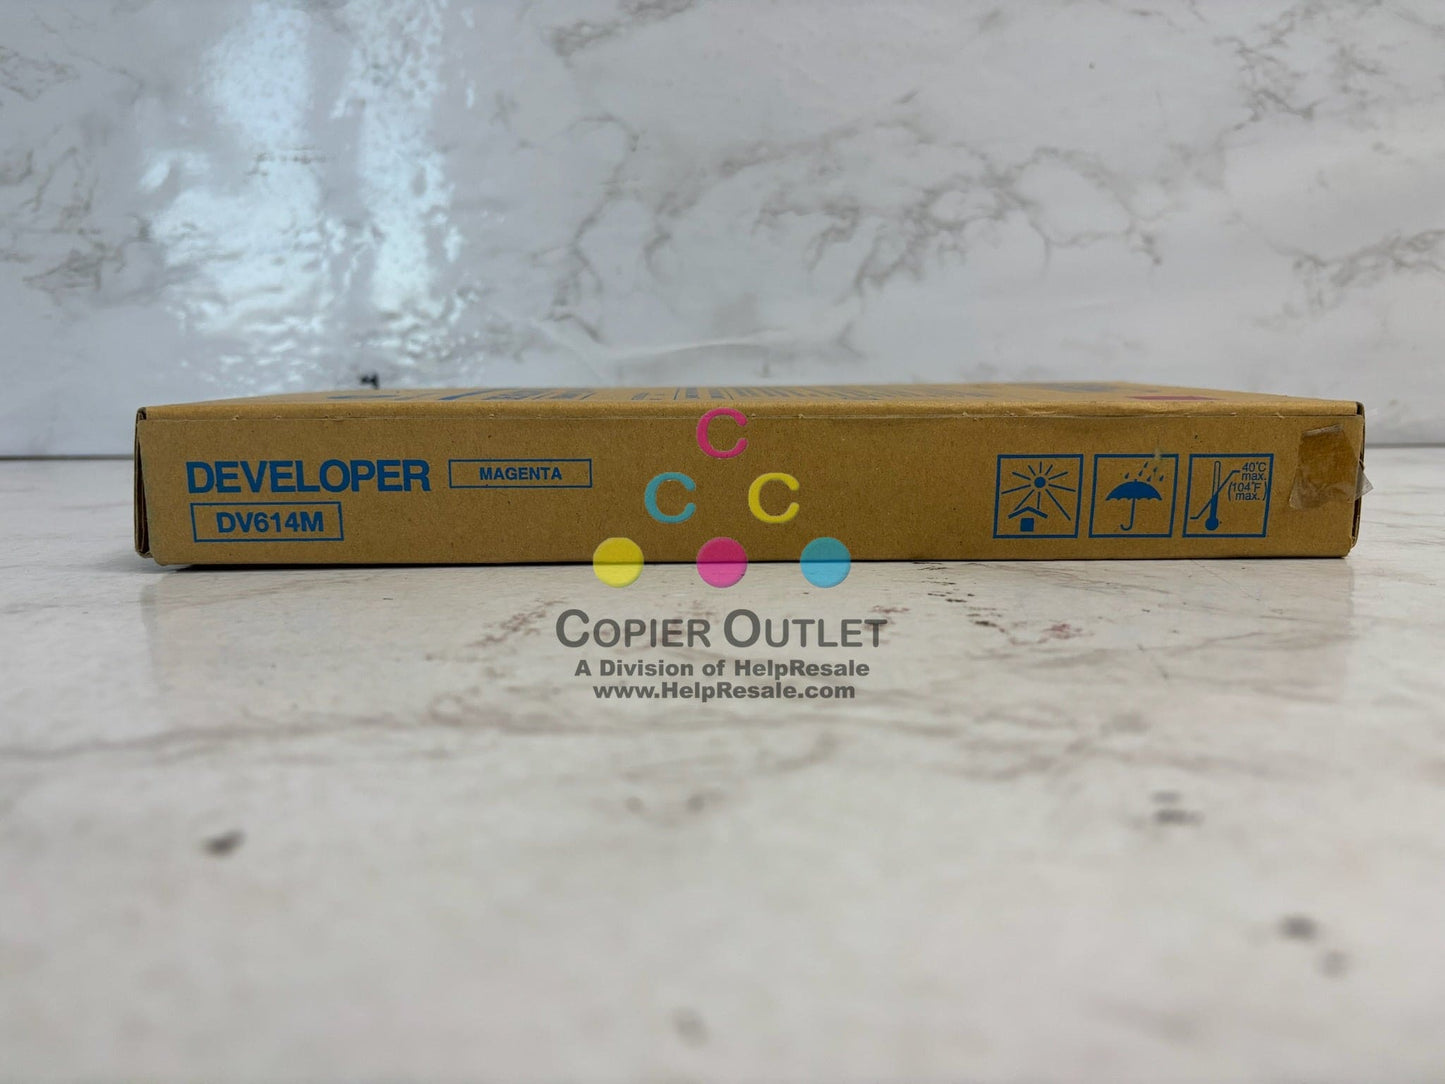 DEVELOPER MAGENTA
DV614M
40°C
max.
(104°F
max.)
C
C C
COPIER OUTLET
A Division of HelpResale
www.HelpResale.com